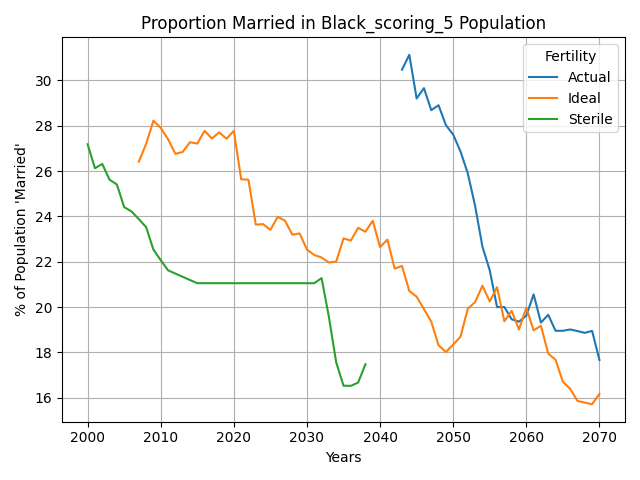 Proportion Married in Black_scoring_5 Population
% of Population 'Married'
30
28
26
24
22
20
18
16
Fertility
Actual
Ideal
Sterile
2000 2010 2020 2030 2040 2050 2060 2070
Years